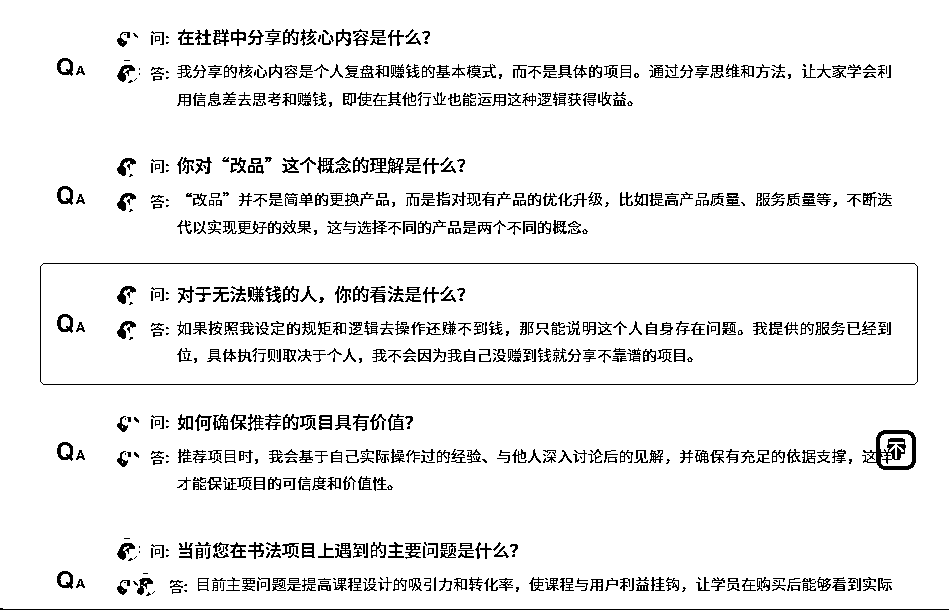 问: 在社群中分享的核心内容是什么?
QA 答: 我分享的核心内容是个人复盘和赚钱的基本模式，而不是具体的项目。通过分享思维和方法，让大家学会利
用信息差去思考和赚钱，即使在其他行业也能运用这种逻辑获得收益。
问: 你对“改品”这个概念的理解是什么?
QA 答: “改品”并不是简单的更换产品，而是指对现有产品的优化升级，比如提高产品质量、服务质量等，不断迭
代以实现更好的效果，这与选择不同的产品是两个不同的概念。
问: 对于无法赚钱的人，你的看法是什么?
QA 答: 如果按照我设定的规矩和逻辑去操作还赚不到钱，那只能说明这个人自身存在问题。我提供的服务已经到
位，具体执行则取决于个人，我不会因为我自己没赚到钱就分享不靠谱的项目。
问: 如何确保推荐的项目具有价值?
QA 答: 推荐项目时，我会基于自己实际操作过的经验、与他人深入讨论后的见解，并确保有充足的依据支撑，这样
才能保证项目的可信度和价值性。
问: 当前您在书法项目上遇到的主要问题是什么?
QA 答: 目前主要问题是提高课程设计的吸引力和转化率，使课程与用户利益挂钩，让学员在购买后能够看到实际